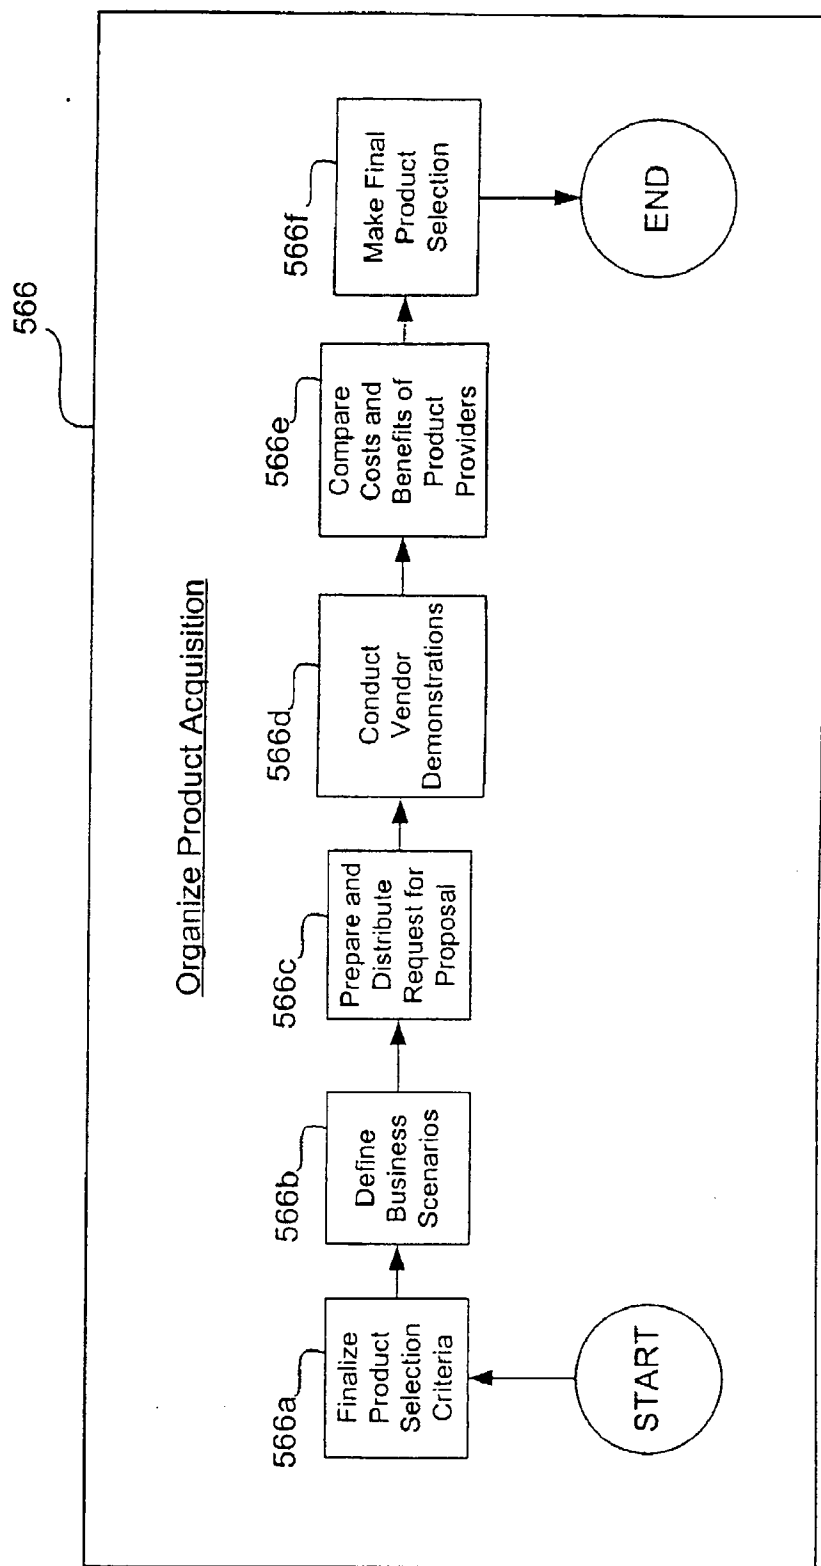 566
Organize Product Acquisition
566a
Finalize
Product
Selection
Criteria
566b
Define
Business
Scenarios
566c
Prepare and
Distribute
Request for
Proposal
566d
Conduct
Vendor
Demonstrations
566e
Compare
Costs and
Benefits of
Product
Providers
566f
Make Final
Product
Selection
START
END